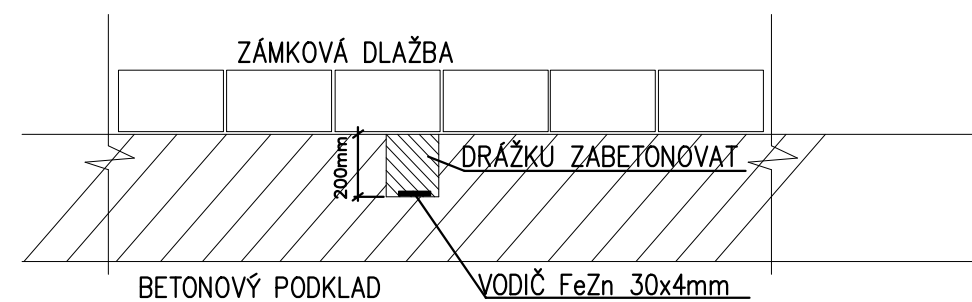 ZÁMKOVÁ DLAŽBA
200mm
DRÁŽKU ZABETONOVAT
BETONOVÝ PODKLAD
VODIČ FeZn 30x4mm